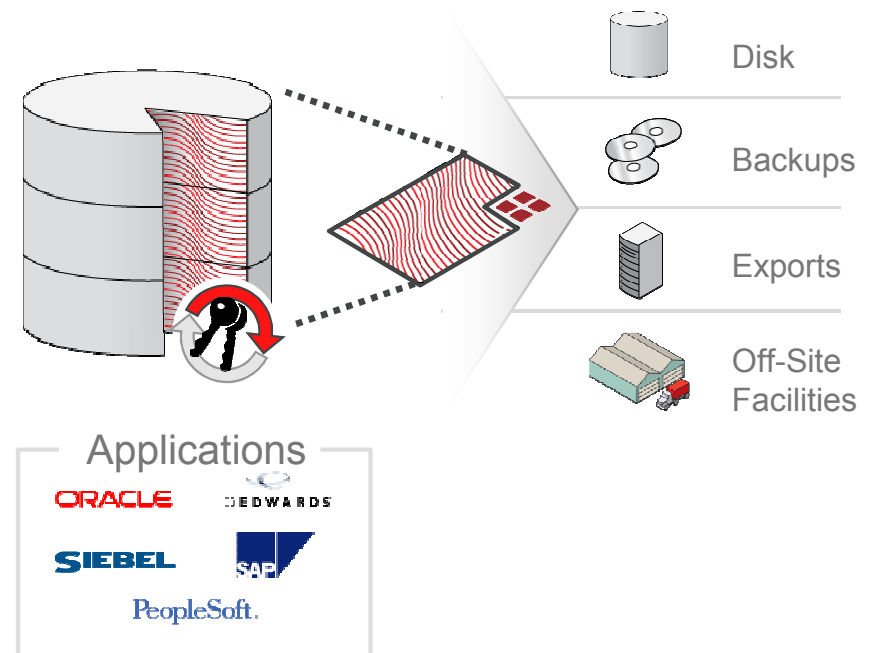 Disk
Backups
Exports
Off-Site
Facilities
Applications
ORACLE
EDWARDS
SIEBEL
SAP
PeopleSoft.